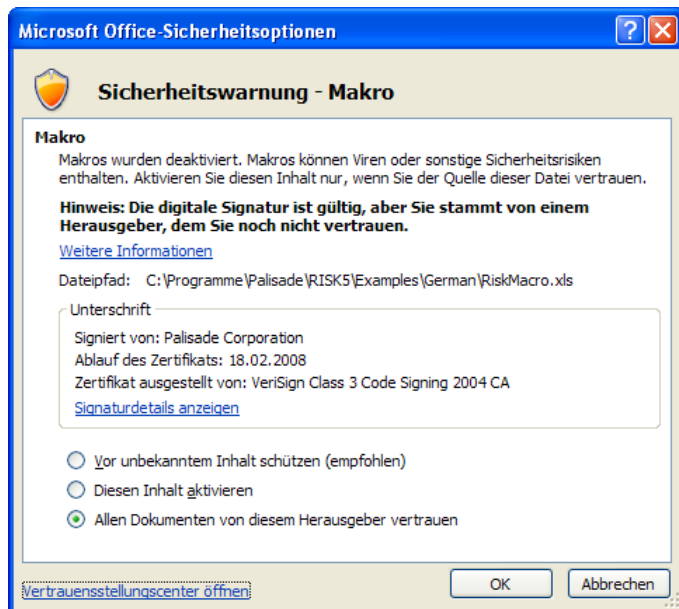 Microsoft Office-Sicherheitsoptionen
Sicherheitswarnung - Makro
Makro
Makros wurden deaktiviert. Makros können Viren oder sonstige Sicherheitsrisiken
enthalten. Aktivieren Sie diesen Inhalt nur, wenn Sie der Quelle dieser Datei vertrauen.
Hinweis: Die digitale Signatur ist gültig, aber Sie stammt von einem
Herausgeber, dem Sie noch nicht vertrauen.
Weitere Informationen
Dateipfad: C:\Programme\Palisade\RISK5\Examples\German\RiskMacro.xls
Unterschrift
Signiert von: Palisade Corporation
Ablauf des Zertifikats: 18.02.2008
Zertifikat ausgestellt von: VeriSign Class 3 Code Signing 2004 CA
Signaturdetails anzeigen
Vor unbekanntem Inhalt schützen (empfohlen)
Diesen Inhalt aktivieren
Allen Dokumenten von diesem Herausgeber vertrauen
Vertrauensstellungscenter öffnen
OK
Abbrechen